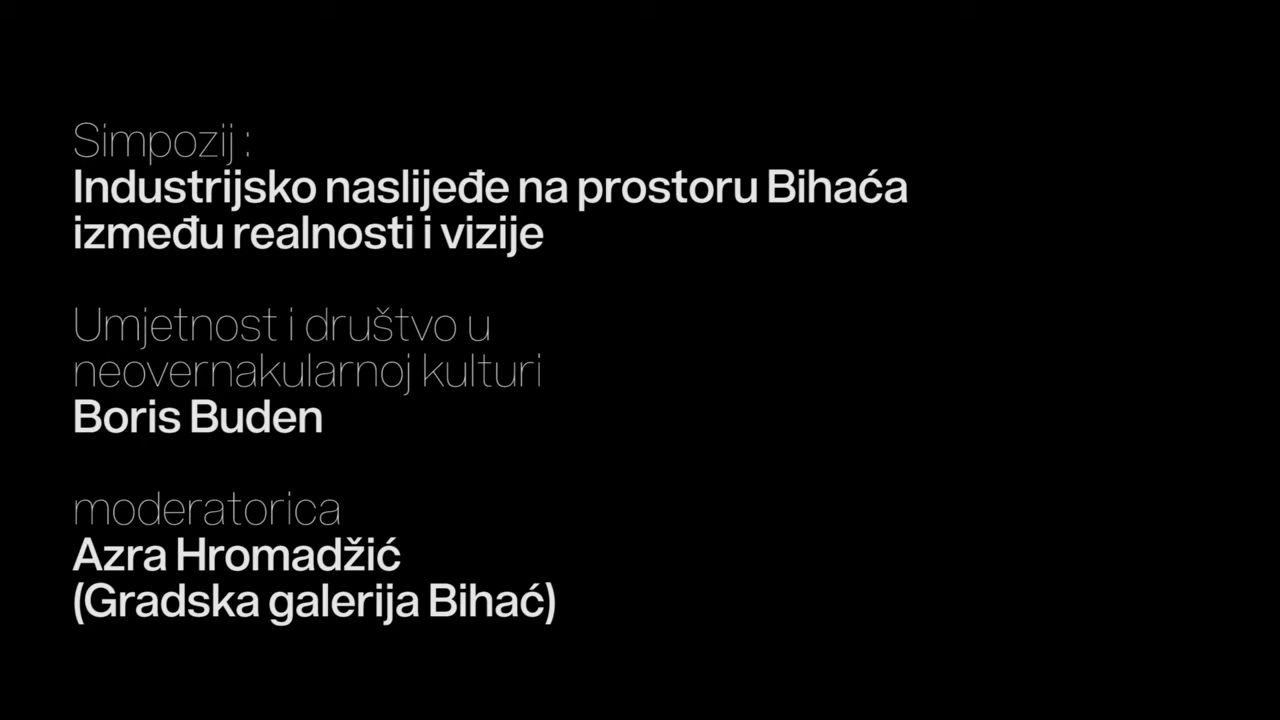 Simpozij :
Industrijsko naslijeđe na prostoru Bihaća
između realnosti i vizije
Umjetnost i društvo u
neovernakularnoj kulturi
Boris Buden
moderatorica
Azra Hromadžić
(Gradska galerija Bihać)